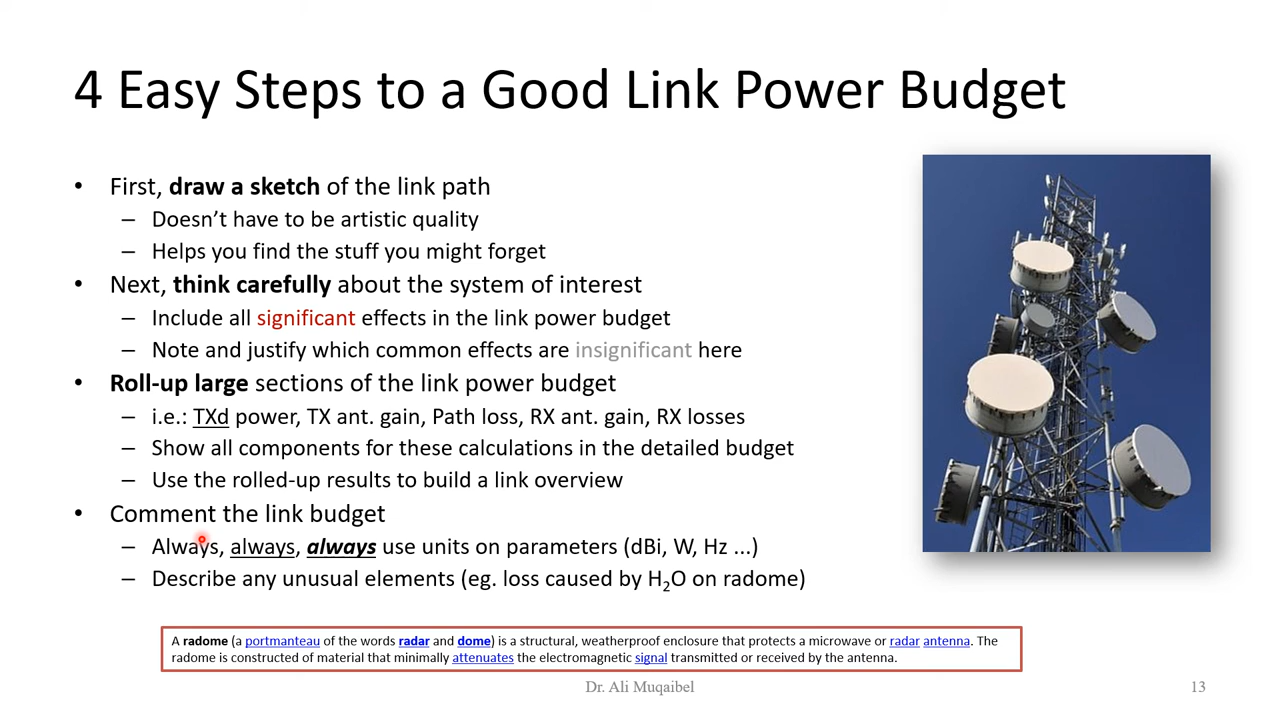 4 Easy Steps to a Good Link Power Budget
• First, draw a sketch of the link path
– Doesn’t have to be artistic quality
– Helps you find the stuff you might forget
• Next, think carefully about the system of interest
– Include all significant effects in the link power budget
– Note and justify which common effects are insignificant here
• Roll-up large sections of the link power budget
– i.e.: TXd power, TX ant. gain, Path loss, RX ant. gain, RX losses
– Show all components for these calculations in the detailed budget
– Use the rolled-up results to build a link overview
• Comment the link budget
– Always, always, always use units on parameters (dBi, W, Hz ...)
– Describe any unusual elements (eg. loss caused by H₂O on radome)
A radome (a portmanteau of the words radar and dome) is a structural, weatherproof enclosure that protects a microwave or radar antenna. The
radome is constructed of material that minimally attenuates the electromagnetic signal transmitted or received by the antenna.
Dr. Ali Muqaibel
13